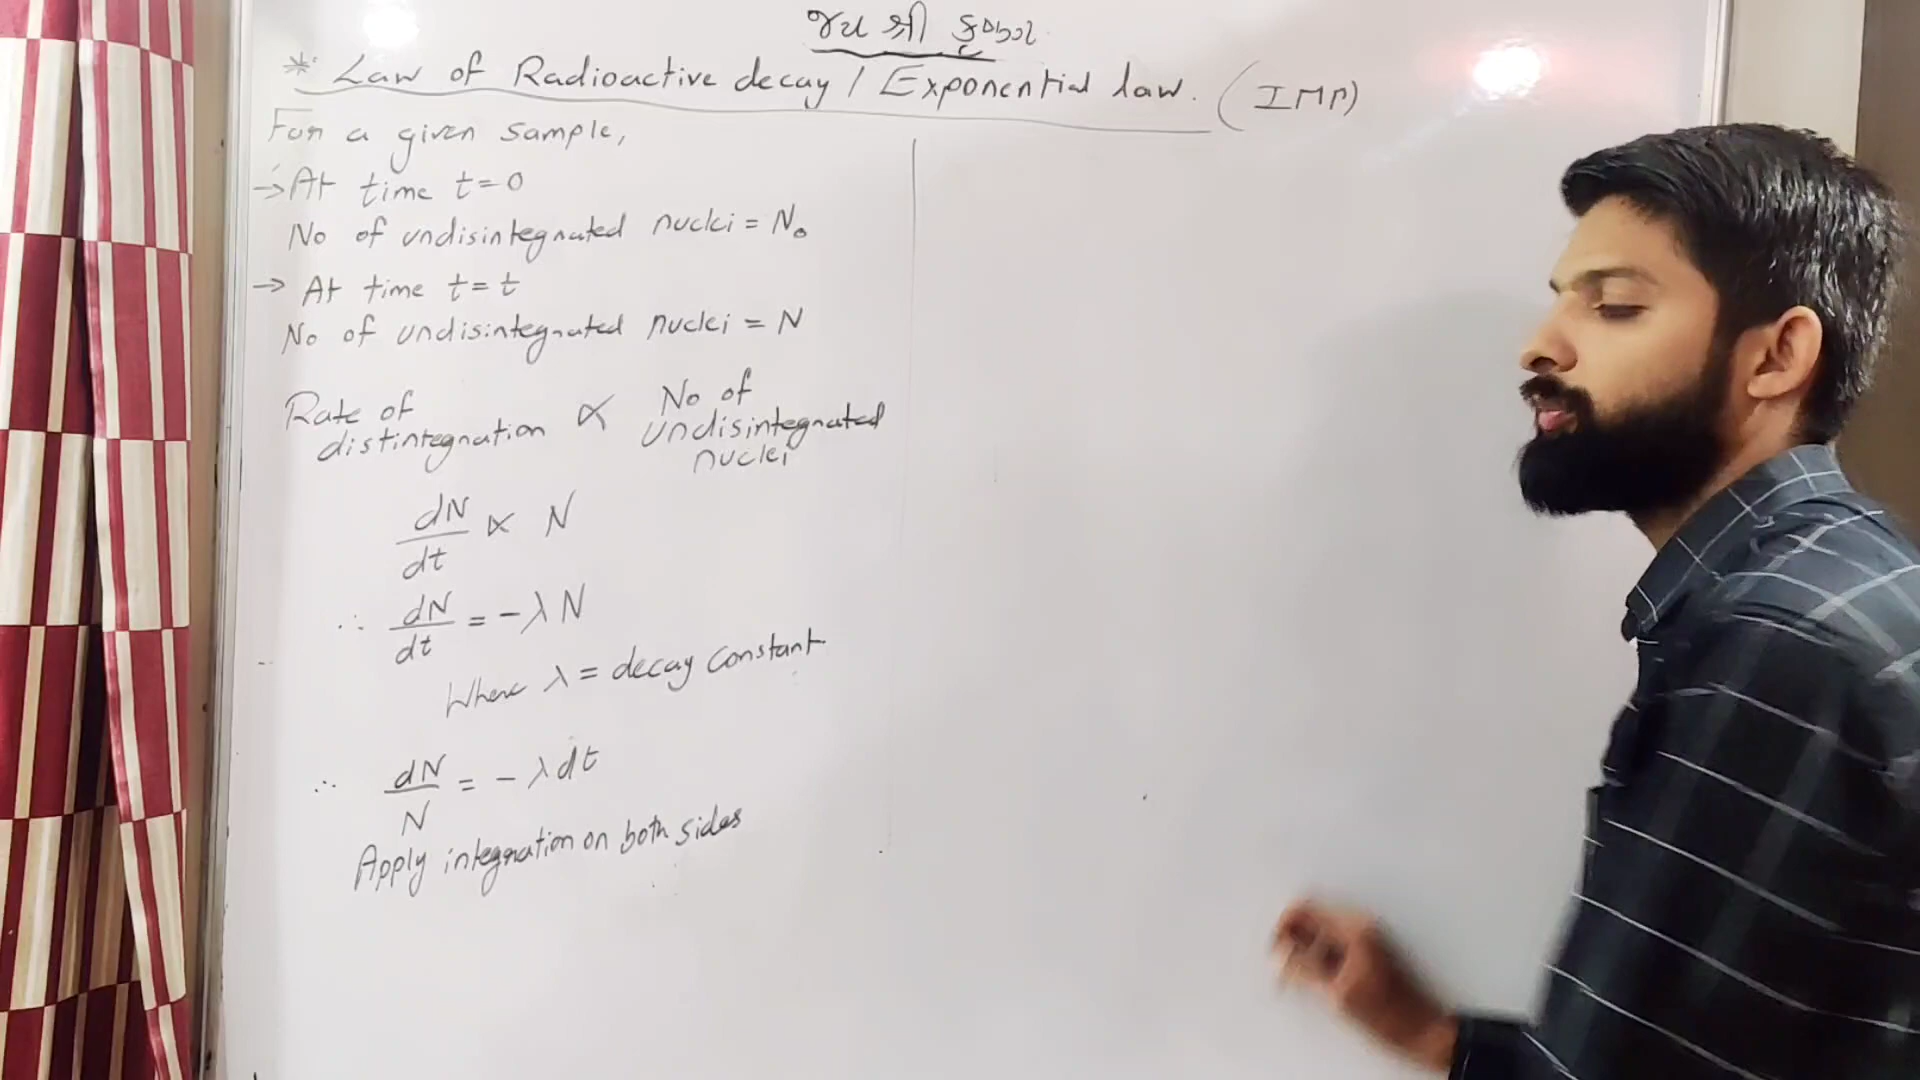 જય શ્રી કૃષ્ણ
* Law of Radioactive decay / Exponential law. (IMP)
For a given sample,
→ At time t = 0
No of undisintegrated nuclei = N₀
→ At time t = t
No of undisintegrated nuclei = N
Rate of distintegration ∝ No of undisintegrated nuclei
dN/dt ∝ N
∴ dN/dt = -λN
Where λ = decay constant
∴ dN/N = -λdt
Apply integration on both sides